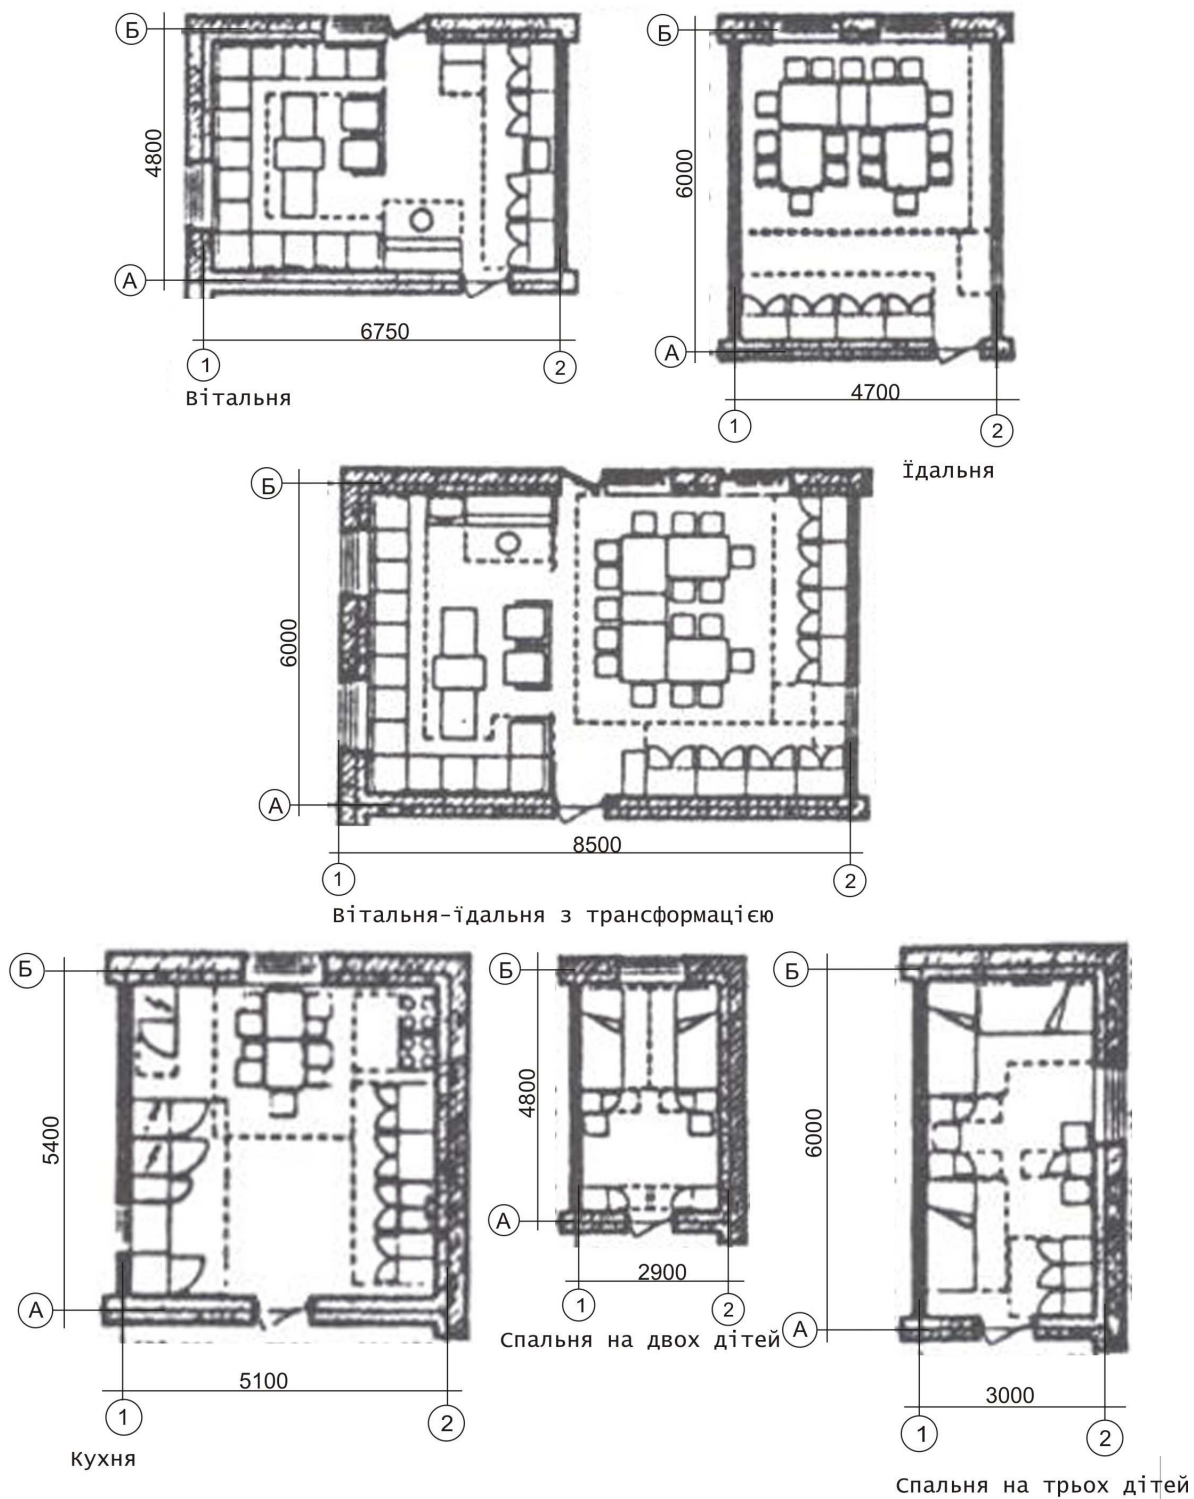 Б
4800
А
6750
1
2
Вітальня
Б
6000
А
4700
1
2
Їдальня
Б
6000
А
8500
1
2
Вітальня-їдальня з трансформацією
Б
5400
А
5100
1
2
Кухня
Б
4800
А
2900
1
2
Спальня на двох дітей
Б
6000
А
3000
1
2
Спальня на трьох дітей